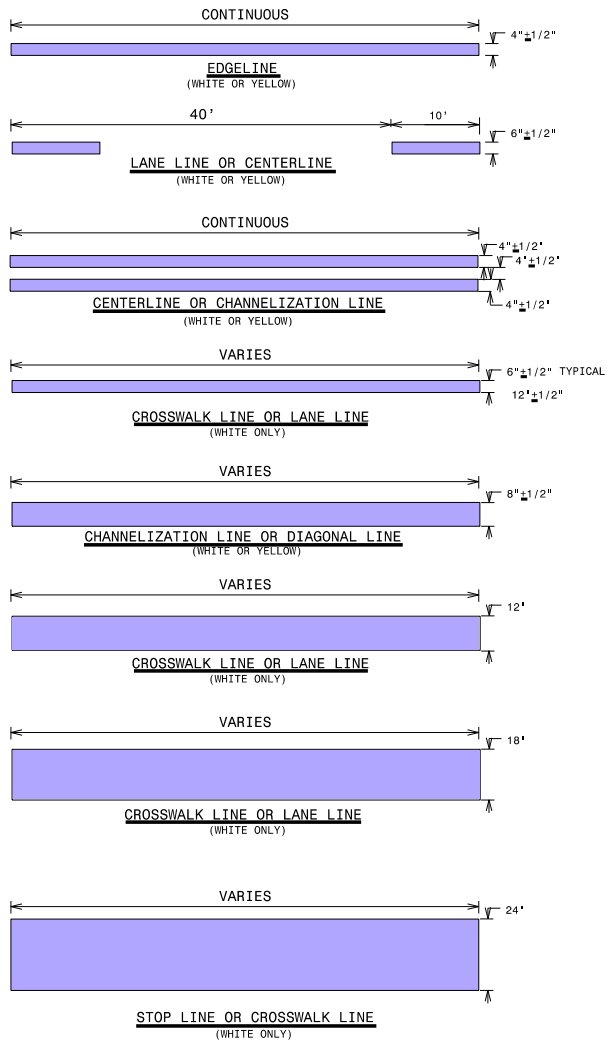 CONTINUOUS
4"±1/2"
EDGELINE
(WHITE OR YELLOW)
40'
10'
6"±1/2"
LANE LINE OR CENTERLINE
(WHITE OR YELLOW)
CONTINUOUS
4"±1/2"
4"±1/2"
4"±1/2"
CENTERLINE OR CHANNELIZATION LINE
(WHITE OR YELLOW)
VARIES
6"±1/2" TYPICAL
12"±1/2"
CROSSWALK LINE OR LANE LINE
(WHITE ONLY)
VARIES
8"±1/2"
CHANNELIZATION LINE OR DIAGONAL LINE
(WHITE OR YELLOW)
VARIES
12"
CROSSWALK LINE OR LANE LINE
(WHITE ONLY)
VARIES
18"
CROSSWALK LINE OR LANE LINE
(WHITE ONLY)
VARIES
24"
STOP LINE OR CROSSWALK LINE
(WHITE ONLY)